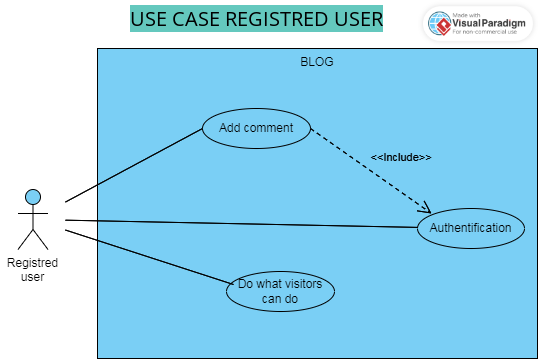 USE CASE REGISTRED USER
Made with
Visual Paradigm
For non-commercial use
BLOG
Add comment
<<Include>>
Authentification
Registred
user
Do what visitors
can do